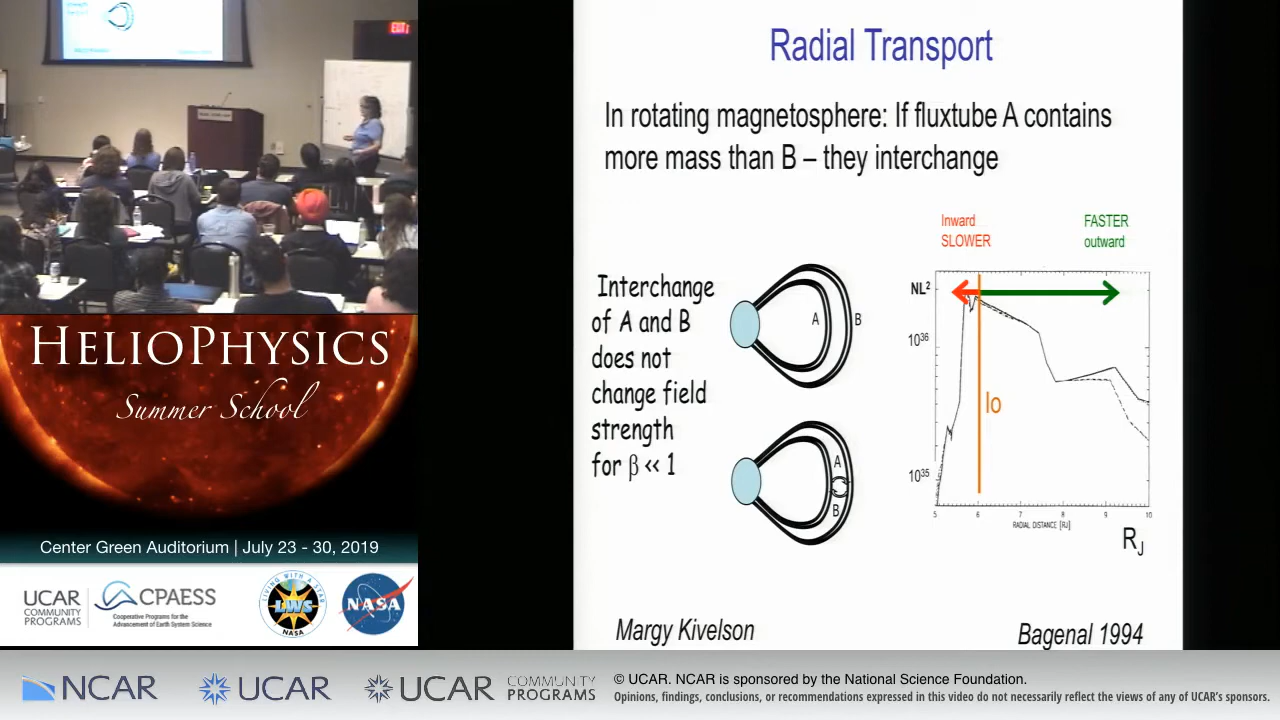 EXIT
HELIOPHYSICS
Summer School
Center Green Auditorium | July 23 - 30, 2019
UCAR
COMMUNITY
PROGRAMS
CPAESS
Cooperative Programs for the
Advancement of Earth System Science
LIVING WITH A STAR
LWS
NASA
NASA
Radial Transport
In rotating magnetosphere: If fluxtube A contains
more mass than B – they interchange
Interchange
of A and B
does not
change field
strength
for β << 1
A
B
A
B
Inward
SLOWER
FASTER
outward
NL²
10³⁶
10³⁵
Io
5 6 7 8 9 10
RADIAL DISTANCE [RJ]
RJ
Margy Kivelson
Bagenal 1994
NCAR
UCAR
UCAR
COMMUNITY
PROGRAMS
© UCAR. NCAR is sponsored by the National Science Foundation.
Opinions, findings, conclusions, or recommendations expressed in this video do not necessarily reflect the views of any of UCAR's sponsors.